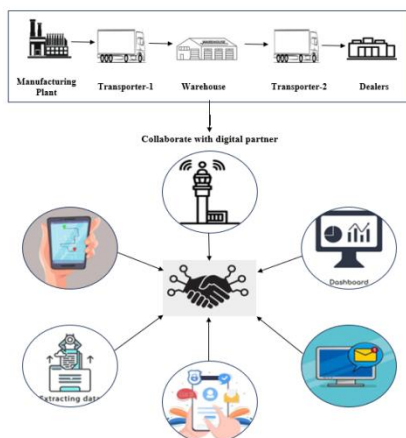 Manufacturing
Plant
Transporter-1
Warehouse
Transporter-2
Dealers
Collaborate with digital partner
Dashboard
Extracting data